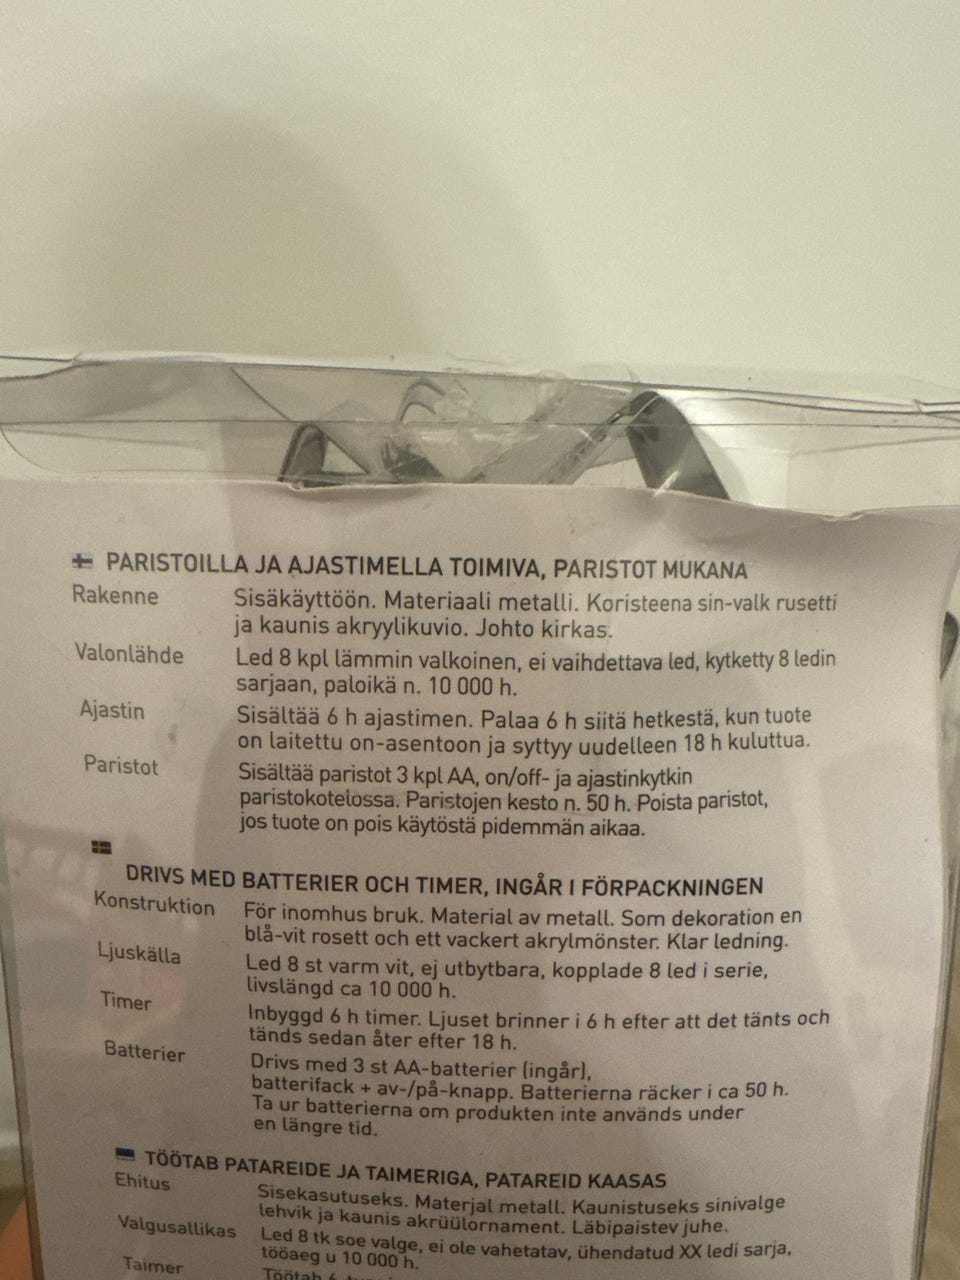 PARISTOILLA JA AJASTIMELLA TOIMIVA, PARISTOT MUKANA
Rakenne Sisäkäyttöön. Materiaali metalli. Koristeena sin-valk rusetti
ja kaunis akryylikuvio. Johto kirkas.
Valonlähde Led 8 kpl lämmin valkoinen, ei vaihdettava led, kytketty 8 ledin
sarjaan, paloikä n. 10 000 h.
Ajastin Sisältää 6 h ajastimen. Palaa 6 h siitä hetkestä, kun tuote
on laitettu on-asentoon ja syttyy uudelleen 18 h kuluttua.
Paristot Sisältää paristot 3 kpl AA, on/off- ja ajastinkytkin
paristokotelossa. Paristojen kesto n. 50 h. Poista paristot,
jos tuote on pois käytöstä pidemmän aikaa.
DRIVS MED BATTERIER OCH TIMER, INGÅR I FÖRPACKNINGEN
Konstruktion För inomhus bruk. Material av metall. Som dekoration en
blå-vit rosett och ett vackert akrylmönster. Klar ledning.
Ljuskälla Led 8 st varm vit, ej utbytbara, kopplade 8 led i serie,
livslängd ca 10 000 h.
Timer Inbyggd 6 h timer. Ljuset brinner i 6 h efter att det tänts och
tänds sedan åter efter 18 h.
Batterier Drivs med 3 st AA-batterier (ingår),
batterifack + av-/på-knapp. Batterierna räcker i ca 50 h.
Ta ur batterierna om produkten inte används under
en längre tid.
TÖÖTAB PATAREIDE JA TAIMERIGA, PATAREID KAASAS
Ehitus Sisekasutuseks. Materjal metall. Kaunistuseks sinivalge
lehvik ja kaunis akrüülornament. Läbipaistev juhe.
Valgusallikas Led 8 tk soe valge, ei ole vahetatav, ühendatud XX ledi sarja,
tööaeg u 10 000 h.
Taimer Töötab 6